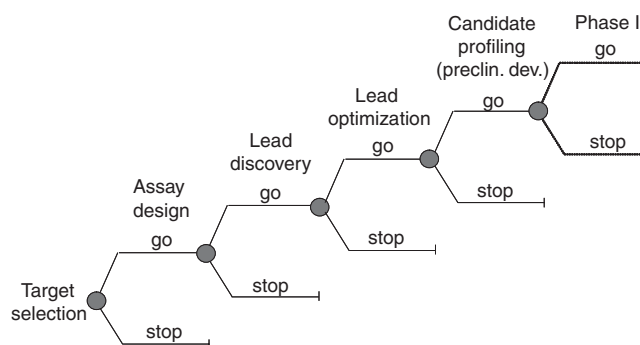 Candidate
profiling
(preclin. dev.)
Phase I
go
stop
Lead
optimization
go
stop
Lead
discovery
go
stop
Assay
design
go
stop
Target
selection
go
stop